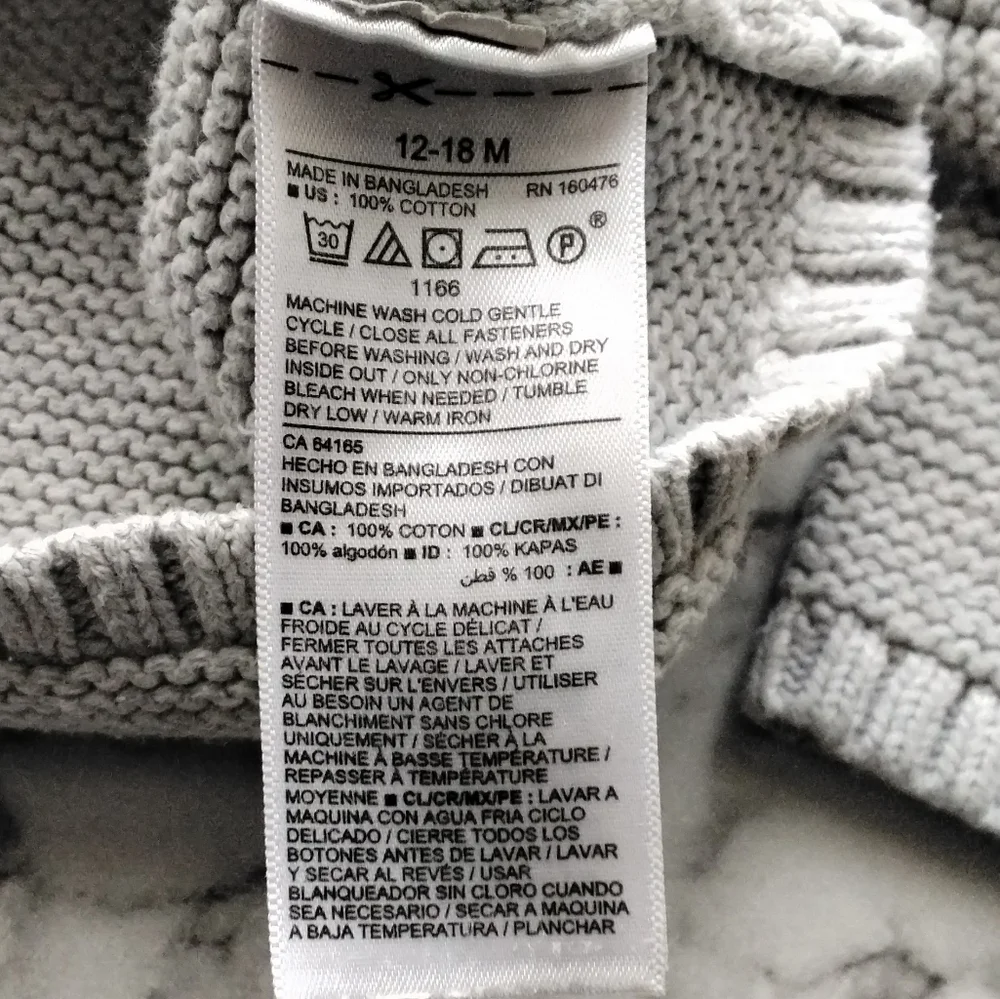 12-18 M
MADE IN BANGLADESH RN 160476
■ US : 100% COTTON
30 P ®
1166
MACHINE WASH COLD GENTLE
CYCLE / CLOSE ALL FASTENERS
BEFORE WASHING / WASH AND DRY
INSIDE OUT / ONLY NON-CHLORINE
BLEACH WHEN NEEDED / TUMBLE
DRY LOW / WARM IRON
CA 64165
HECHO EN BANGLADESH CON
INSUMOS IMPORTADOS / DIBUAT DI
BANGLADESH
■ CA : 100% COTON ■ CL/CR/MX/PE :
100% algodón ■ ID : 100% KAPAS
■ AE : 100 % قطن
■ CA : LAVER À LA MACHINE À L'EAU
FROIDE AU CYCLE DÉLICAT /
FERMER TOUTES LES ATTACHES
AVANT LE LAVAGE / LAVER ET
SÉCHER SUR L'ENVERS / UTILISER
AU BESOIN UN AGENT DE
BLANCHIMENT SANS CHLORE
UNIQUEMENT / SÉCHER À LA
MACHINE À BASSE TEMPÉRATURE /
REPASSER À TEMPÉRATURE
MOYENNE ■ CL/CR/MX/PE : LAVAR A
MAQUINA CON AGUA FRIA CICLO
DELICADO / CIERRE TODOS LOS
BOTONES ANTES DE LAVAR / LAVAR
Y SECAR AL REVÉS / USAR
BLANQUEADOR SIN CLORO CUANDO
SEA NECESARIO / SECAR A MAQUINA
A BAJA TEMPERATURA / PLANCHAR